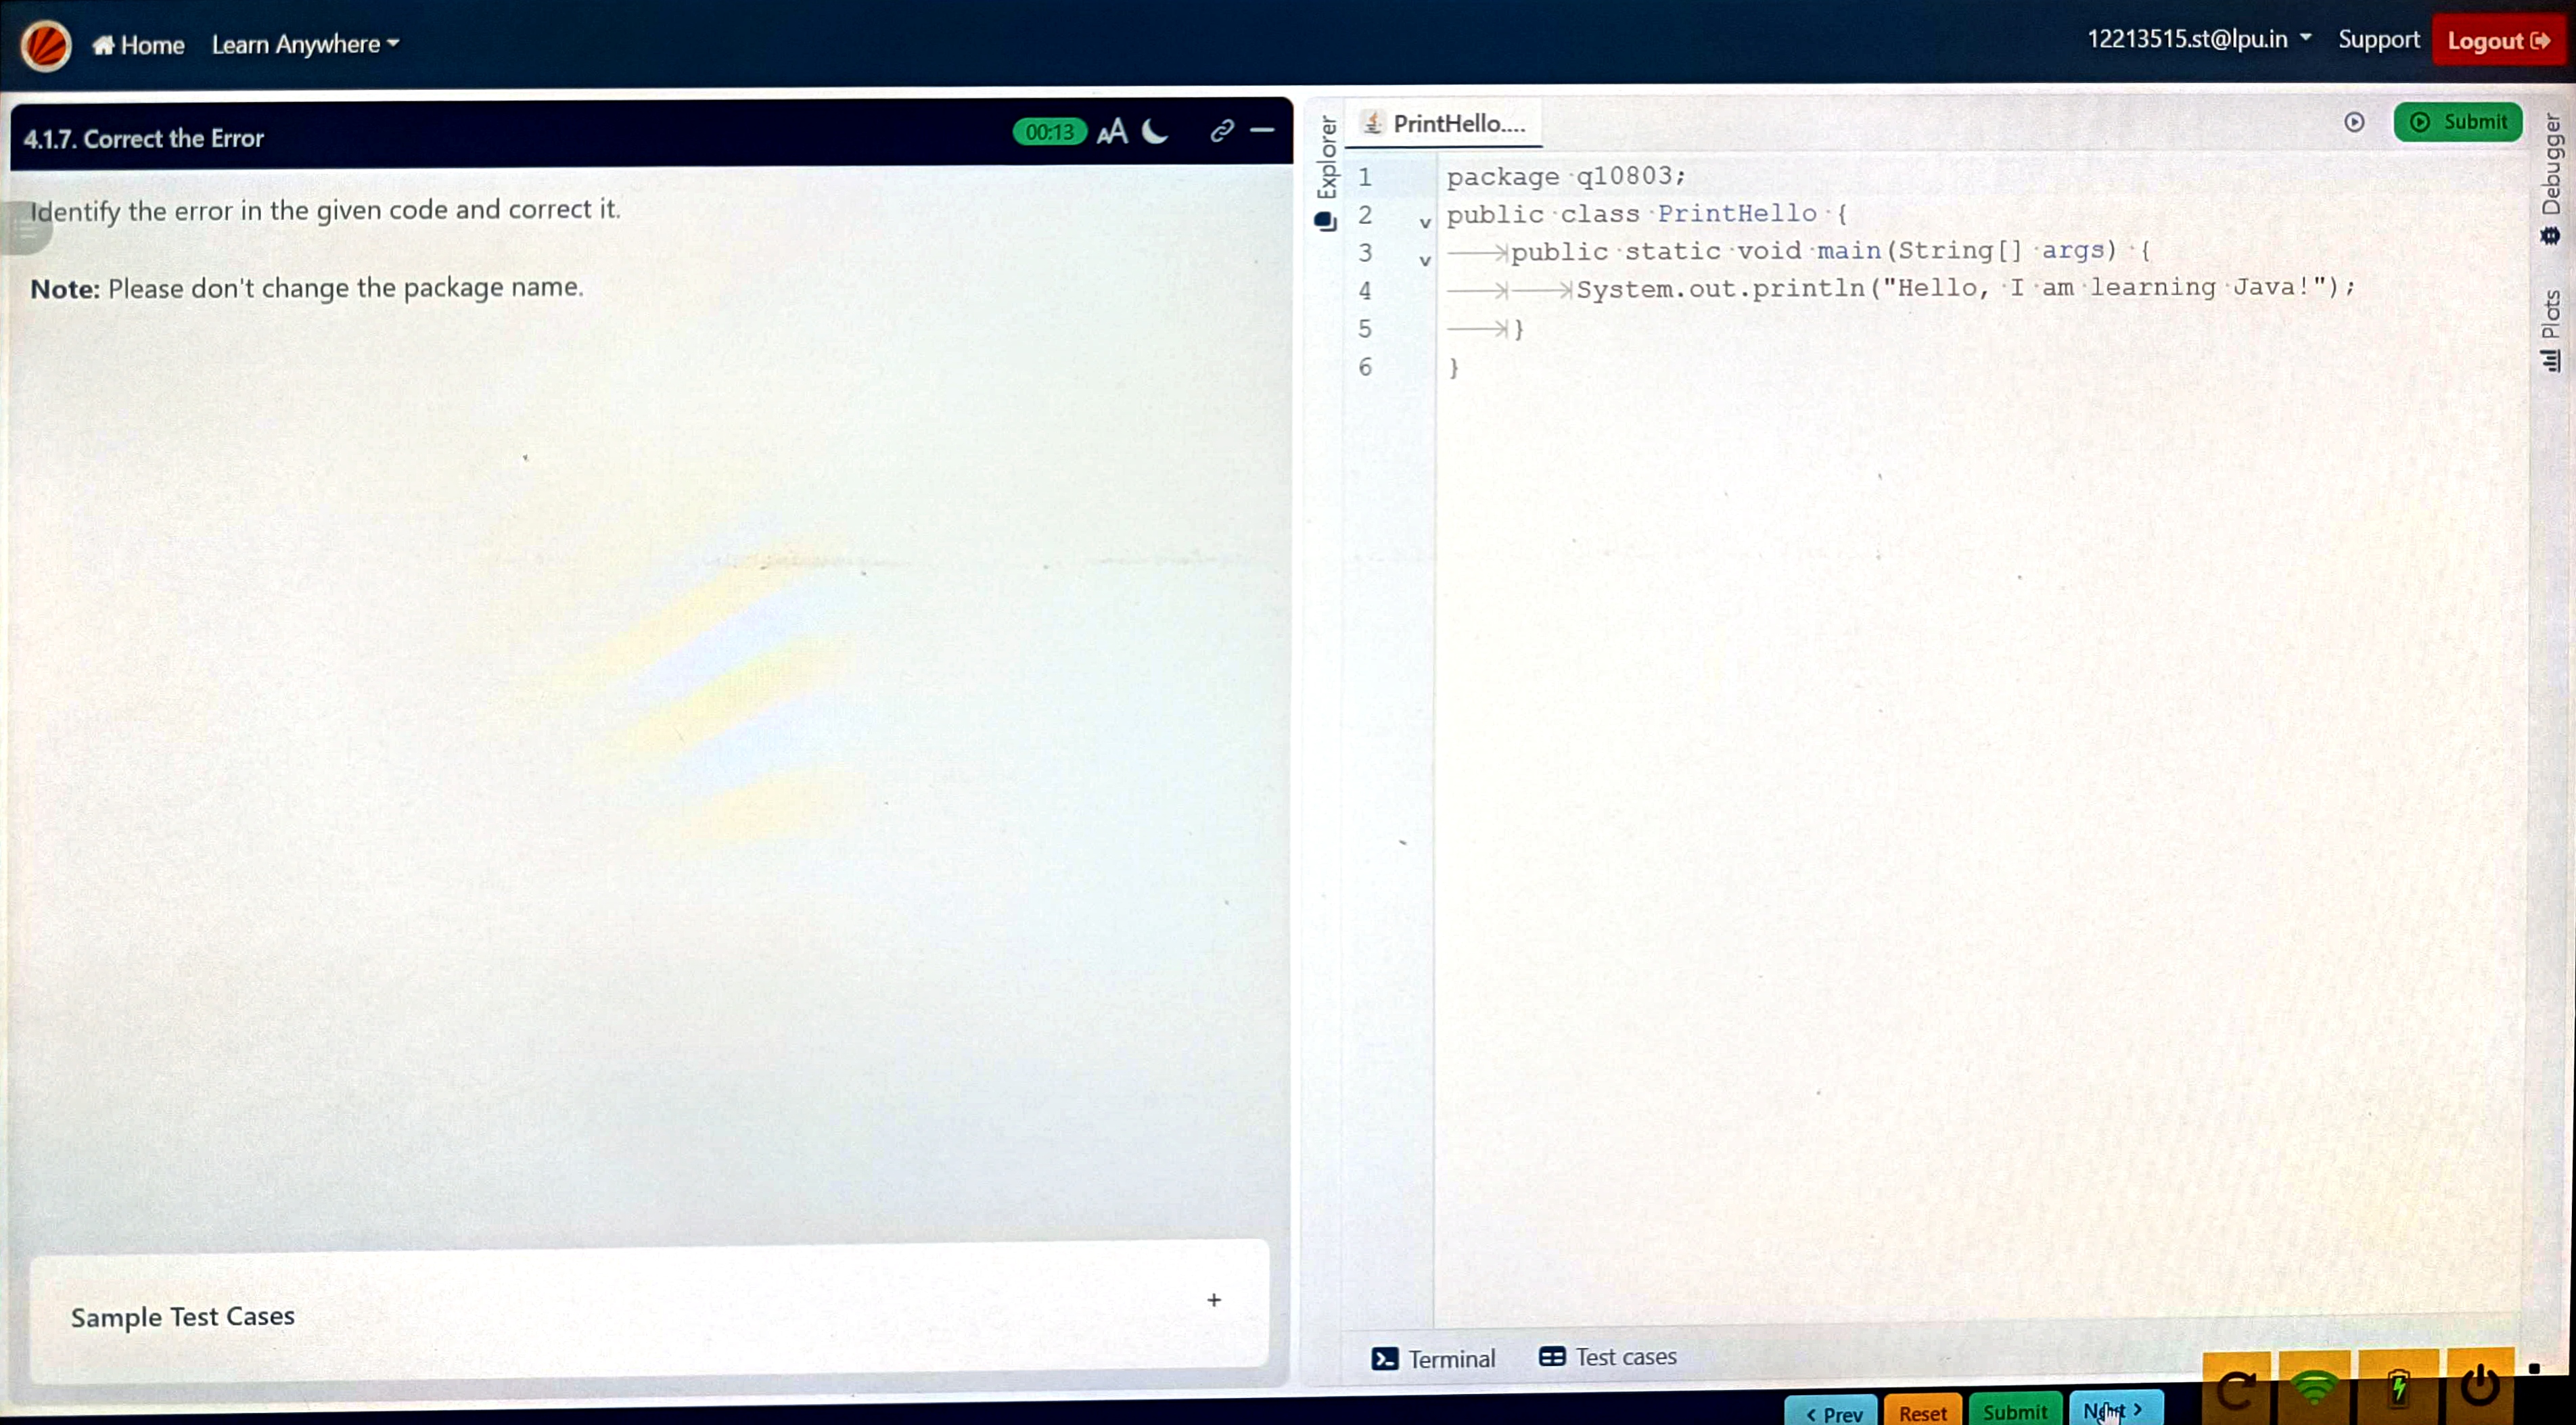 Home Learn Anywhere
12213515.st@lpu.in Support Logout
4.1.7. Correct the Error 00:13 AA
Identify the error in the given code and correct it.
Note: Please don't change the package name.
Sample Test Cases +
Explorer
PrintHello....
Submit
1 package q10803;
2 public class PrintHello {
3 public static void main(String[] args) {
4 System.out.println("Hello, I am learning Java!");
5 }
6 }
Debugger
Plots
Terminal Test cases
< Prev Reset Submit Next >